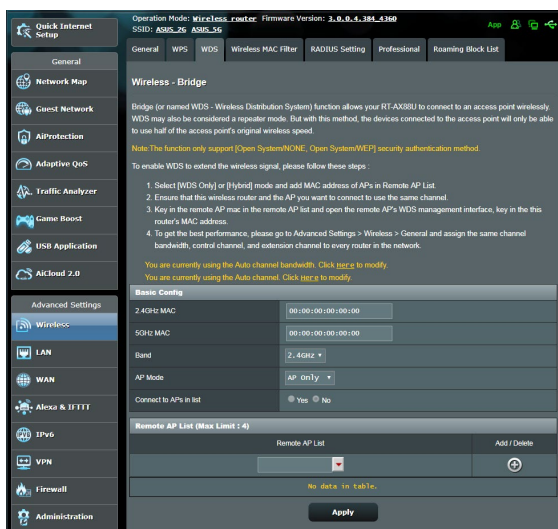 Operation Mode: Wireless router Firmware Version: 3.0.0.4.384_4360
SSID: ASUS_2G ASUS_5G
App
Quick Internet
Setup
General
Network Map
Guest Network
AiProtection
Adaptive QoS
Traffic Analyzer
Game Boost
USB Application
AiCloud 2.0
Advanced Settings
Wireless
LAN
WAN
Alexa & IFTTT
IPv6
VPN
Firewall
Administration
General WPS WDS Wireless MAC Filter RADIUS Setting Professional Roaming Block List
Wireless - Bridge
Bridge (or named WDS - Wireless Distribution System) function allows your RT-AX88U to connect to an access point wirelessly.
WDS may also be considered a repeater mode. But with this method, the devices connected to the access point will only be able
to use half of the access point's original wireless speed.
Note:The function only support [Open System/NONE, Open System/WEP] security authentication method.
To enable WDS to extend the wireless signal, please follow these steps :
1. Select [WDS Only] or [Hybrid] mode and add MAC address of APs in Remote AP List.
2. Ensure that this wireless router and the AP you want to connect to use the same channel.
3. Key in the remote AP mac in the remote AP list and open the remote AP's WDS management interface, key in the this
router's MAC address.
4. To get the best performance, please go to Advanced Settings > Wireless > General and assign the same channel
bandwidth, control channel, and extension channel to every router in the network.
You are currently using the Auto channel bandwidth. Click Here to modify.
You are currently using the Auto channel. Click Here to modify.
Basic Config
2.4GHz MAC 00:00:00:00:00:00
5GHz MAC 00:00:00:00:00:00
Band 2.4GHz
AP Mode AP Only
Connect to APs in list Yes No
Remote AP List (Max Limit : 4)
Remote AP List Add / Delete
No data in table.
Apply